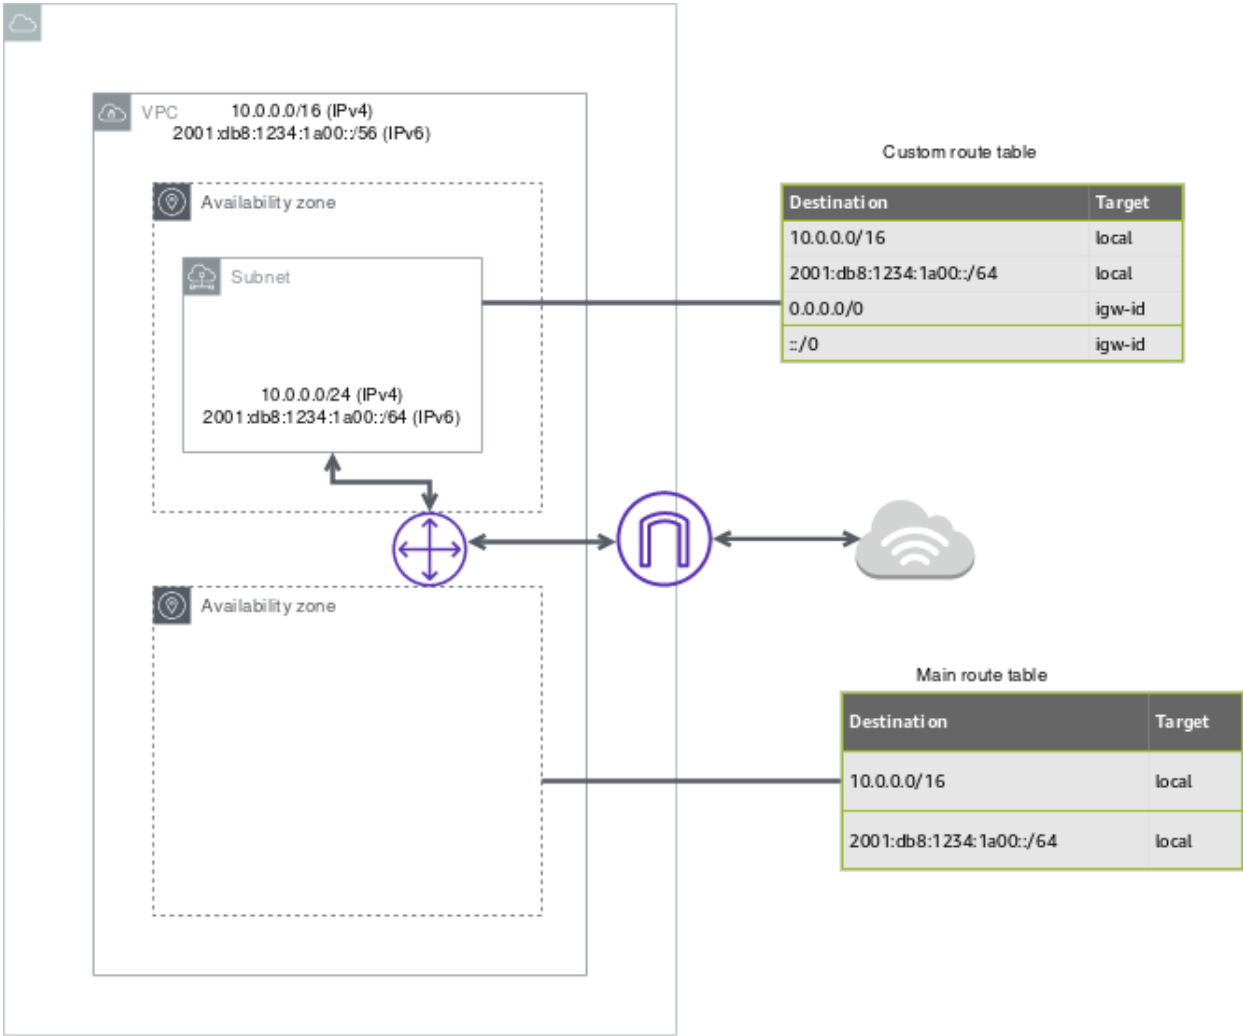 VPC
10.0.0.0/16 (IPv4)
2001:db8:1234:1a00::/56 (IPv6)
Availability zone
Subnet
10.0.0.0/24 (IPv4)
2001:db8:1234:1a00::/64 (IPv6)
Custom route table
Destination Target
10.0.0.0/16 local
2001:db8:1234:1a00::/64 local
0.0.0.0/0 igw-id
::/0 igw-id
Availability zone
Main route table
Destination Target
10.0.0.0/16 local
2001:db8:1234:1a00::/64 local